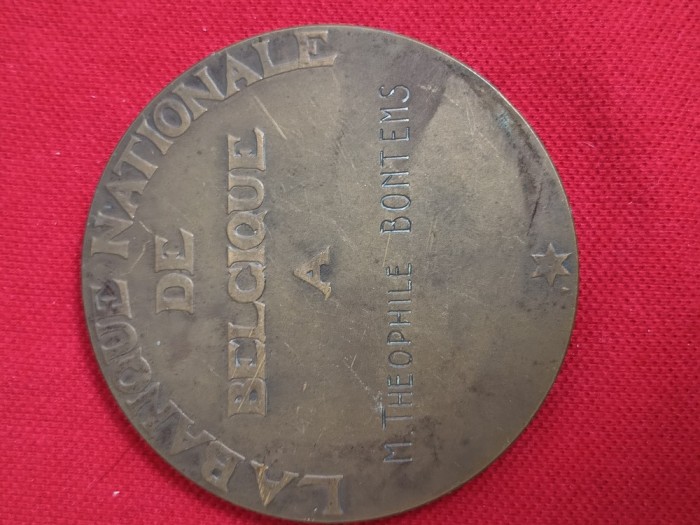 LA BANQUE NATIONALE
DE
BELGIQUE
A
M. THEOPHILE BONTEMS